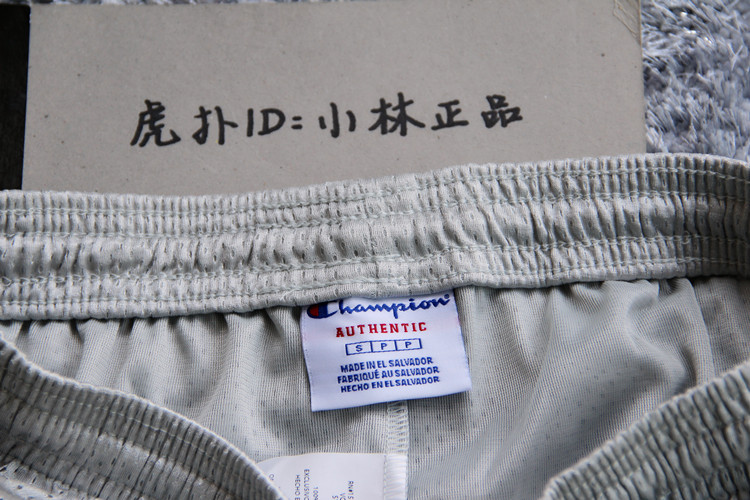 虎扑ID=小林正品
Champion
AUTHENTIC
S P P
MADE IN EL SALVADOR
FABRIQUÉ AU SALVADOR
HECHO EN EL SALVADOR